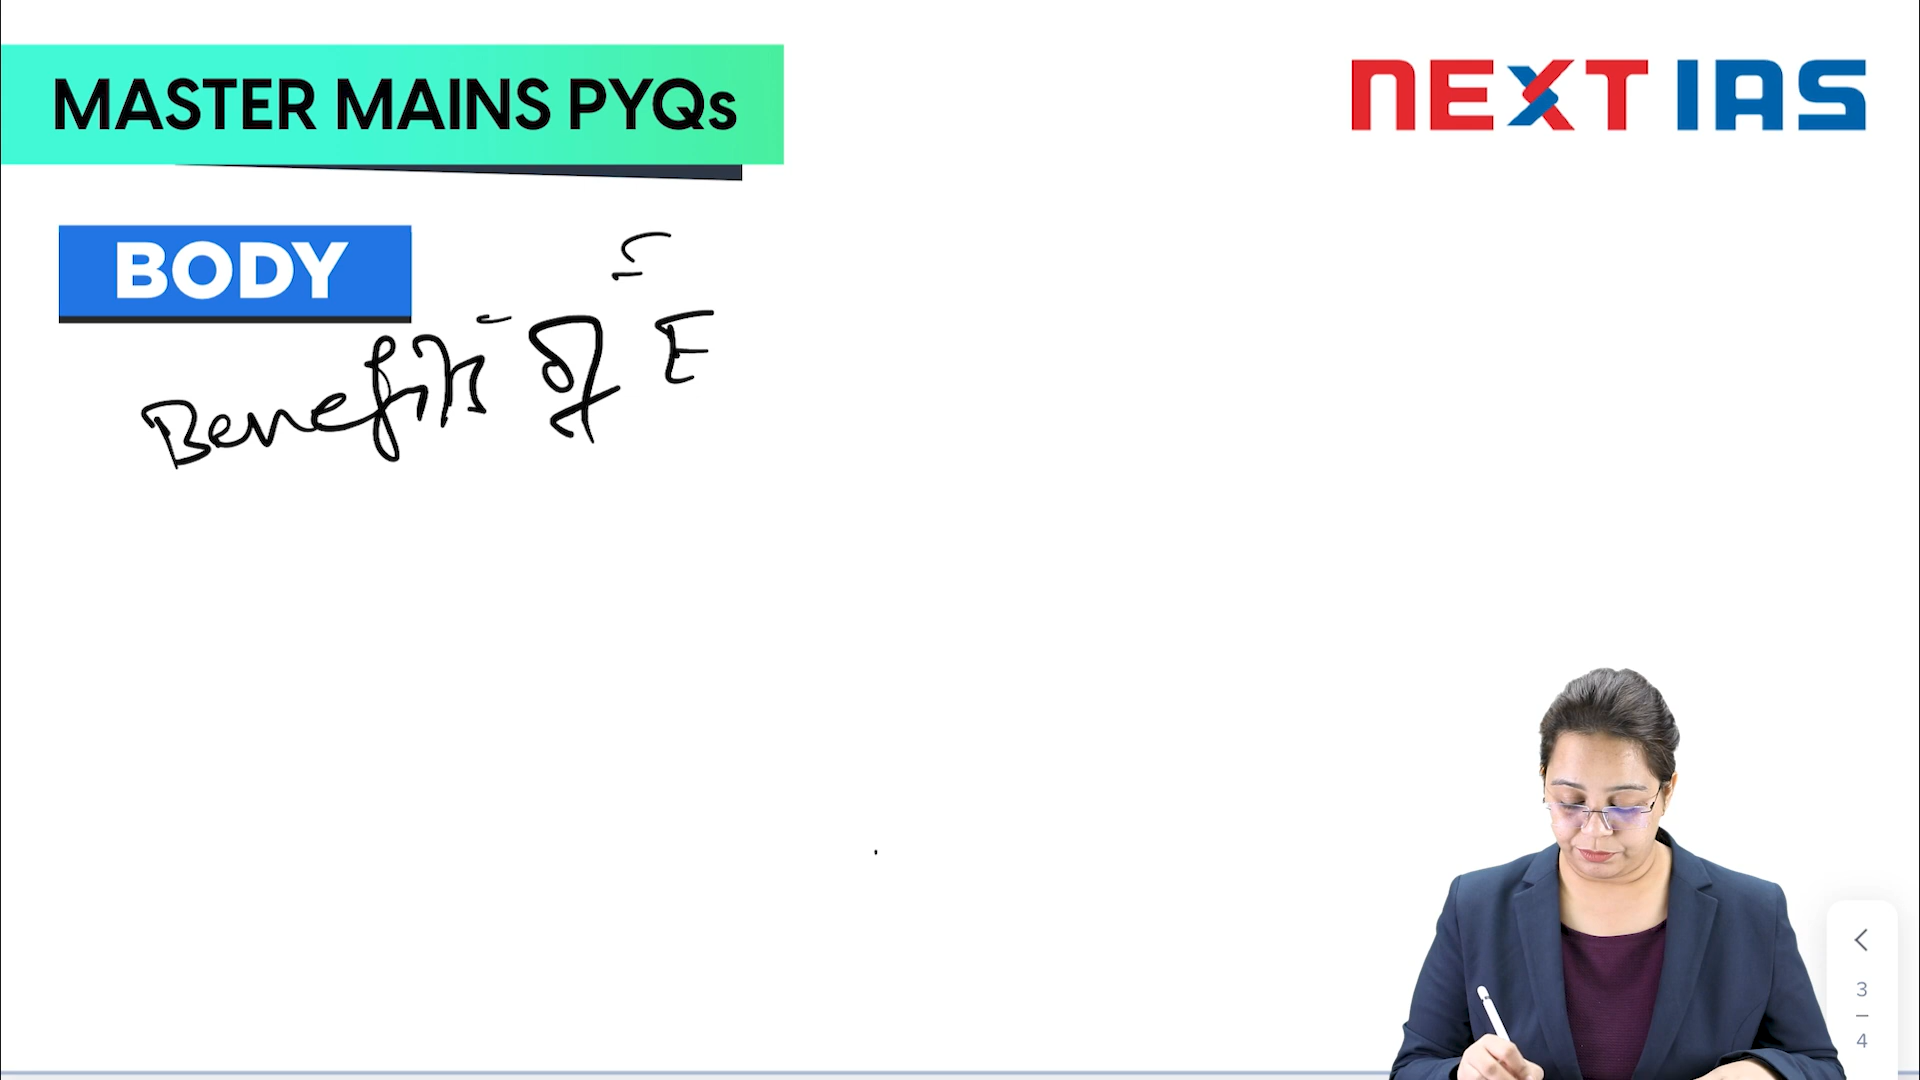 MASTER MAINS PYQs
NEXT IAS
BODY
Benefits of E
3
4